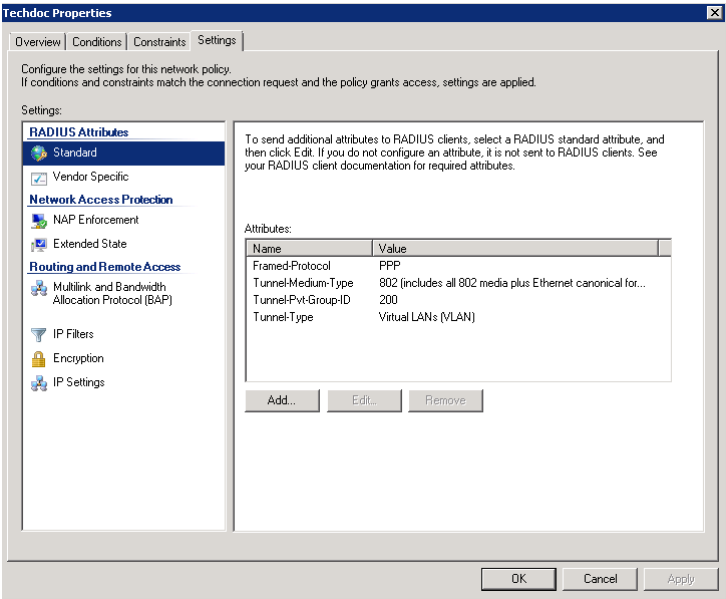 Techdoc Properties
Overview
Conditions
Constraints
Settings
Configure the settings for this network policy.
If conditions and constraints match the connection request and the policy grants access, settings are applied.
Settings:
RADIUS Attributes
Standard
Vendor Specific
Network Access Protection
NAP Enforcement
Extended State
Routing and Remote Access
Multilink and Bandwidth
Allocation Protocol (BAP)
IP Filters
Encryption
IP Settings
To send additional attributes to RADIUS clients, select a RADIUS standard attribute, and
then click Edit. If you do not configure an attribute, it is not sent to RADIUS clients. See
your RADIUS client documentation for required attributes.
Attributes:
Name Value
Framed-Protocol PPP
Tunnel-Medium-Type 802 (includes all 802 media plus Ethernet canonical for...
Tunnel-Pvt-Group-ID 200
Tunnel-Type Virtual LANs (VLAN)
Add... Edit... Remove
OK Cancel Apply